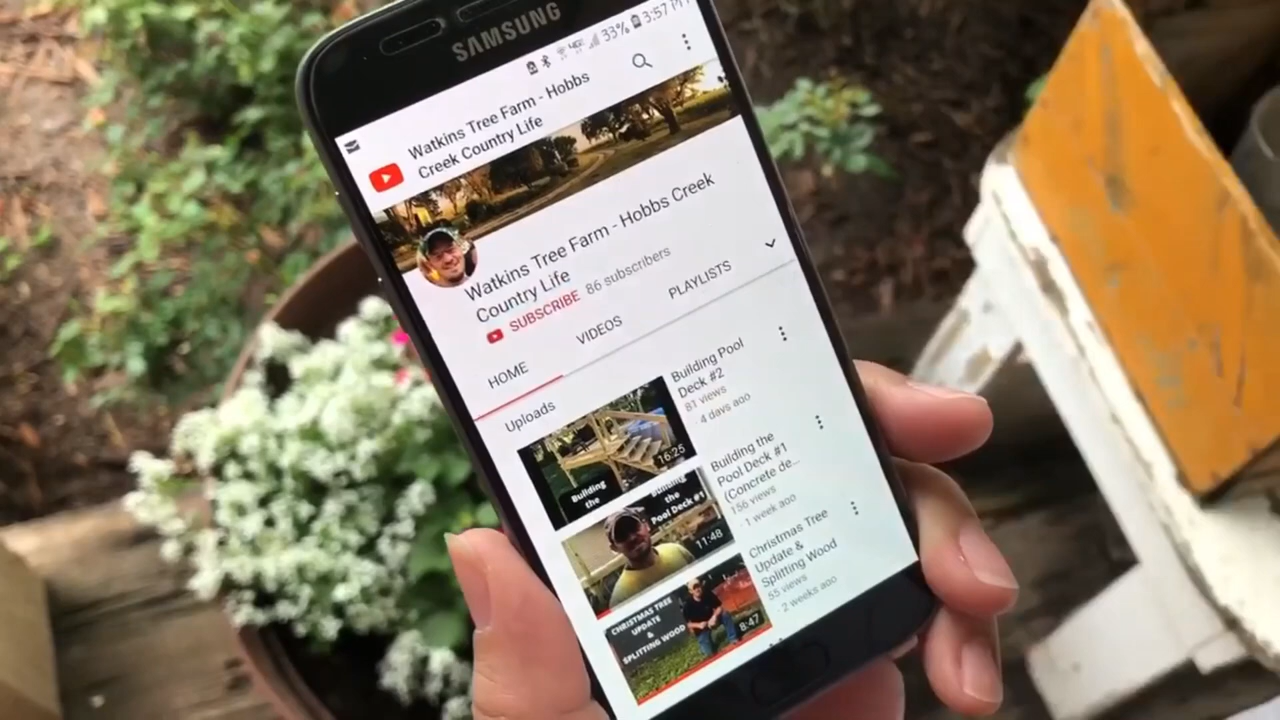 SAMSUNG
33% 3:57 P
Watkins Tree Farm - Hobbs
Creek Country Life
Watkins Tree Farm - Hobbs Creek
Country Life
SUBSCRIBE 86 subscribers
HOME
VIDEOS
PLAYLISTS
Uploads
Building
the
16:25
Building Pool
Deck #2
81 views
4 days ago
Building
the
Pool Deck #1
11:48
Building the
Pool Deck #1
(Concrete de...
156 views
1 week ago
CHRISTMAS TREE
UPDATE
&
SPLITTING WOOD
8:47
Christmas Tree
Update &
Splitting Wood
55 views
2 weeks ago